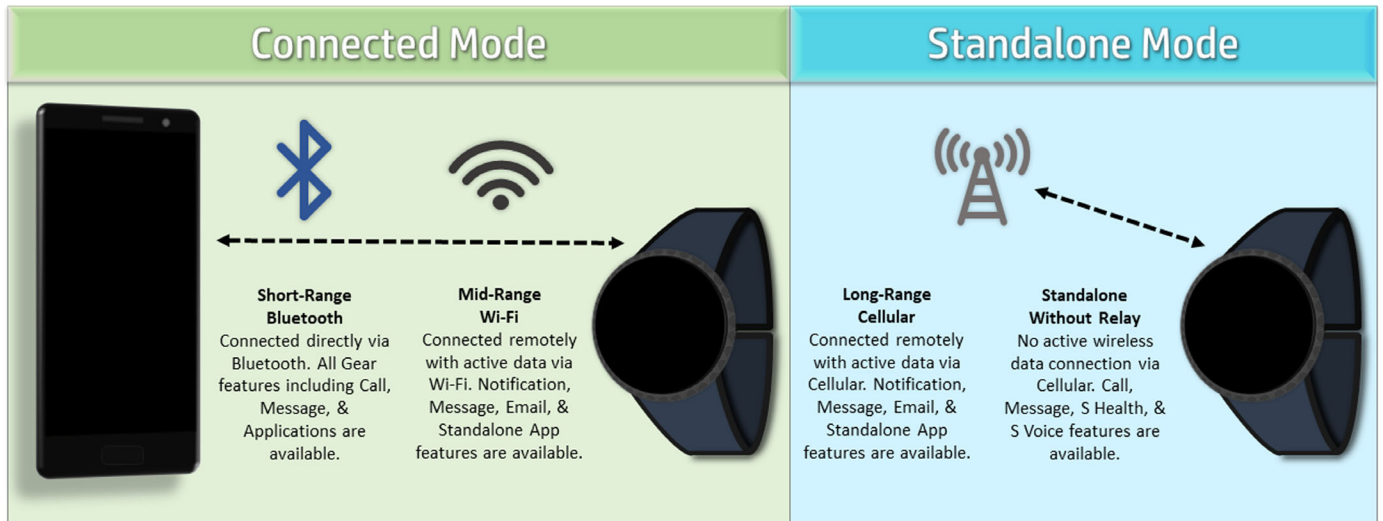 Connected Mode
Standalone Mode
Short-Range
Bluetooth
Connected directly via
Bluetooth. All Gear
features including Call,
Message, &
Applications are
available.
Mid-Range
Wi-Fi
Connected remotely
with active data via
Wi-Fi. Notification,
Message, Email, &
Standalone App
features are available.
Long-Range
Cellular
Connected remotely
with active data via
Cellular. Notification,
Message, Email, &
Standalone App
features are available.
Standalone
Without Relay
No active wireless
data connection via
Cellular. Call,
Message, S Health, &
S Voice features are
available.